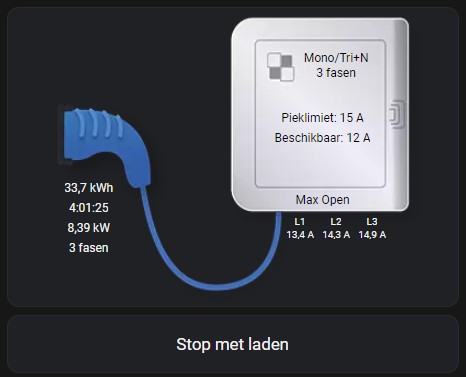 Mono/Tri+N
3 fasen
Pieklimiet: 15 A
Beschikbaar: 12 A
Max Open
L1 L2 L3
13,4 A 14,3 A 14,9 A
33,7 kWh
4:01:25
8,39 kW
3 fasen
Stop met laden